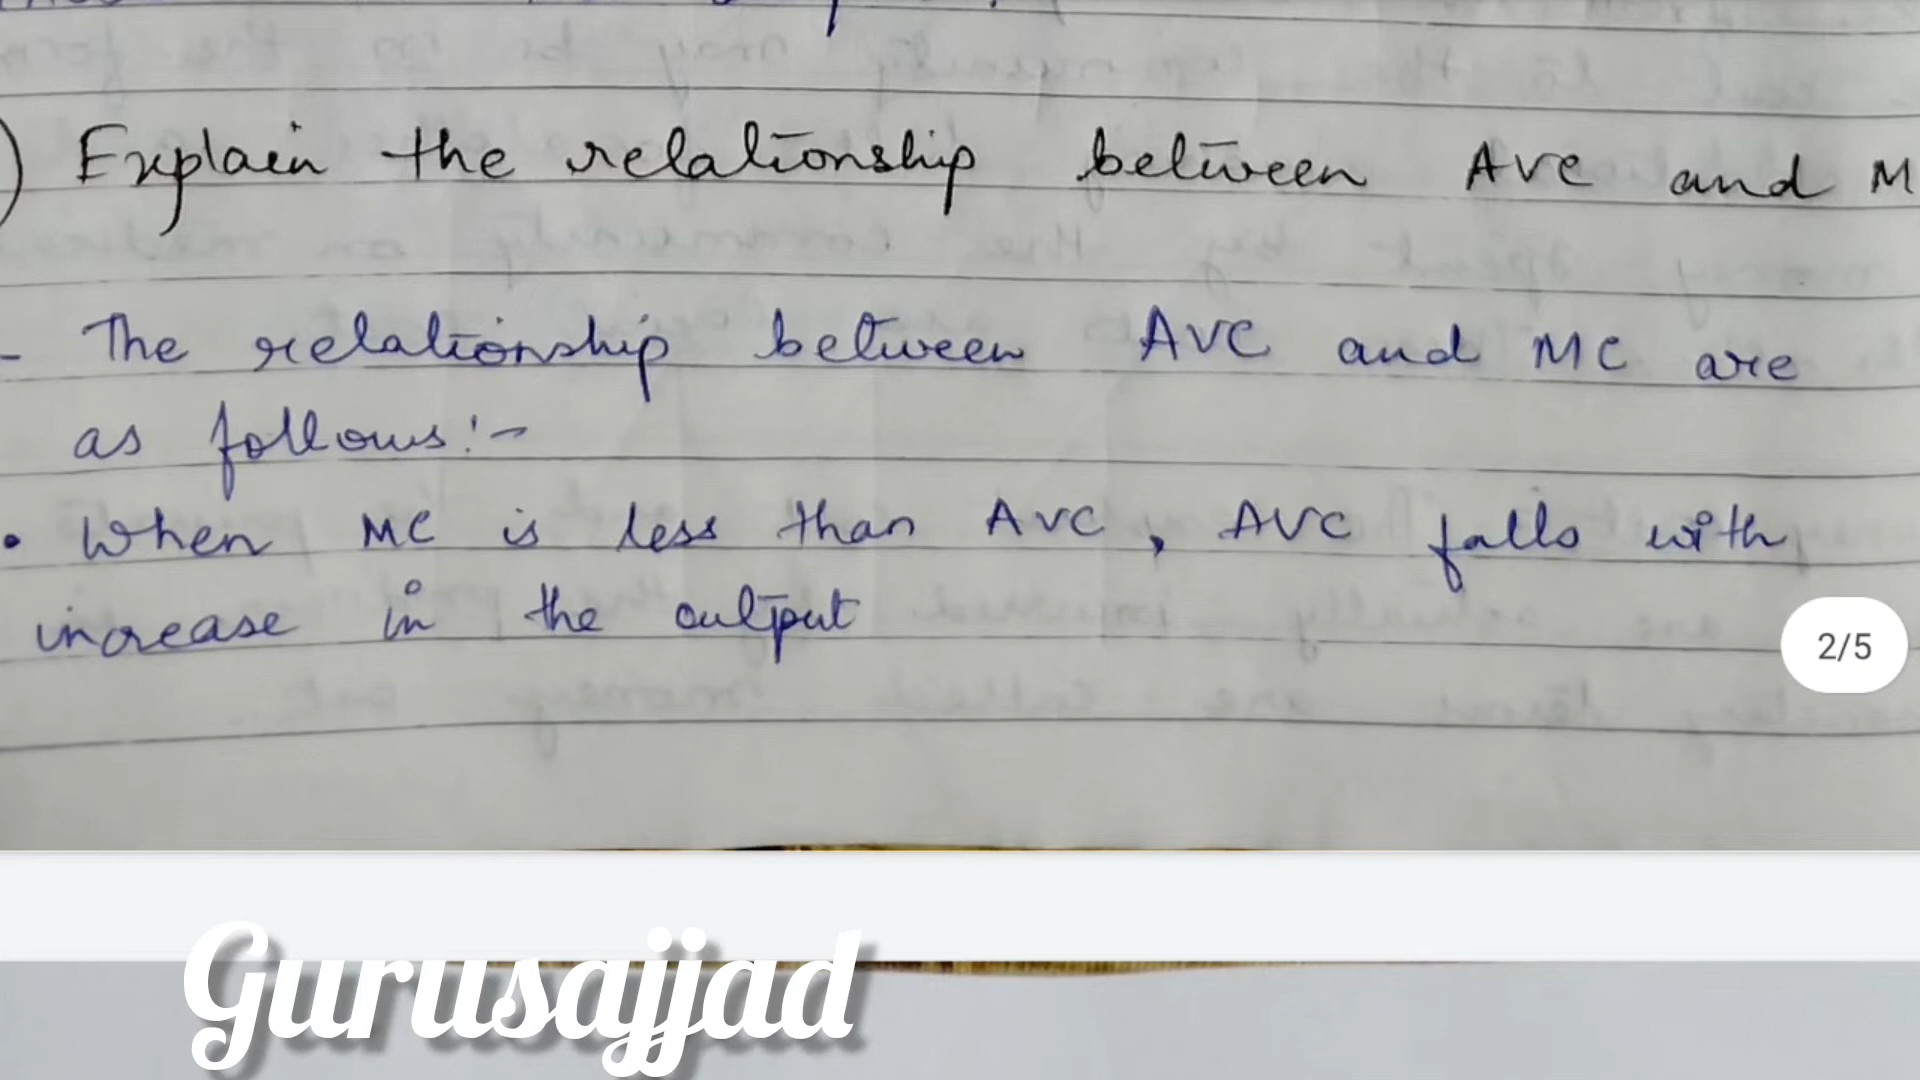 ) Explain the relationship between AVC and M
- The relationship between AVC and MC are
as follows:-
• When MC is less than AVC, AVC falls with
increase in the output
2/5
Gurusajjad